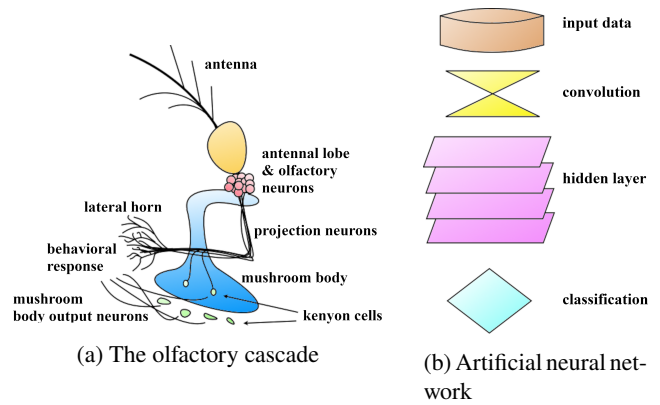 antenna
antennal lobe
& olfactory
neurons
lateral horn
projection neurons
behavioral
response
mushroom body
mushroom
body output neurons
kenyon cells
(a) The olfactory cascade
input data
convolution
hidden layer
classification
(b) Artificial neural net-
work